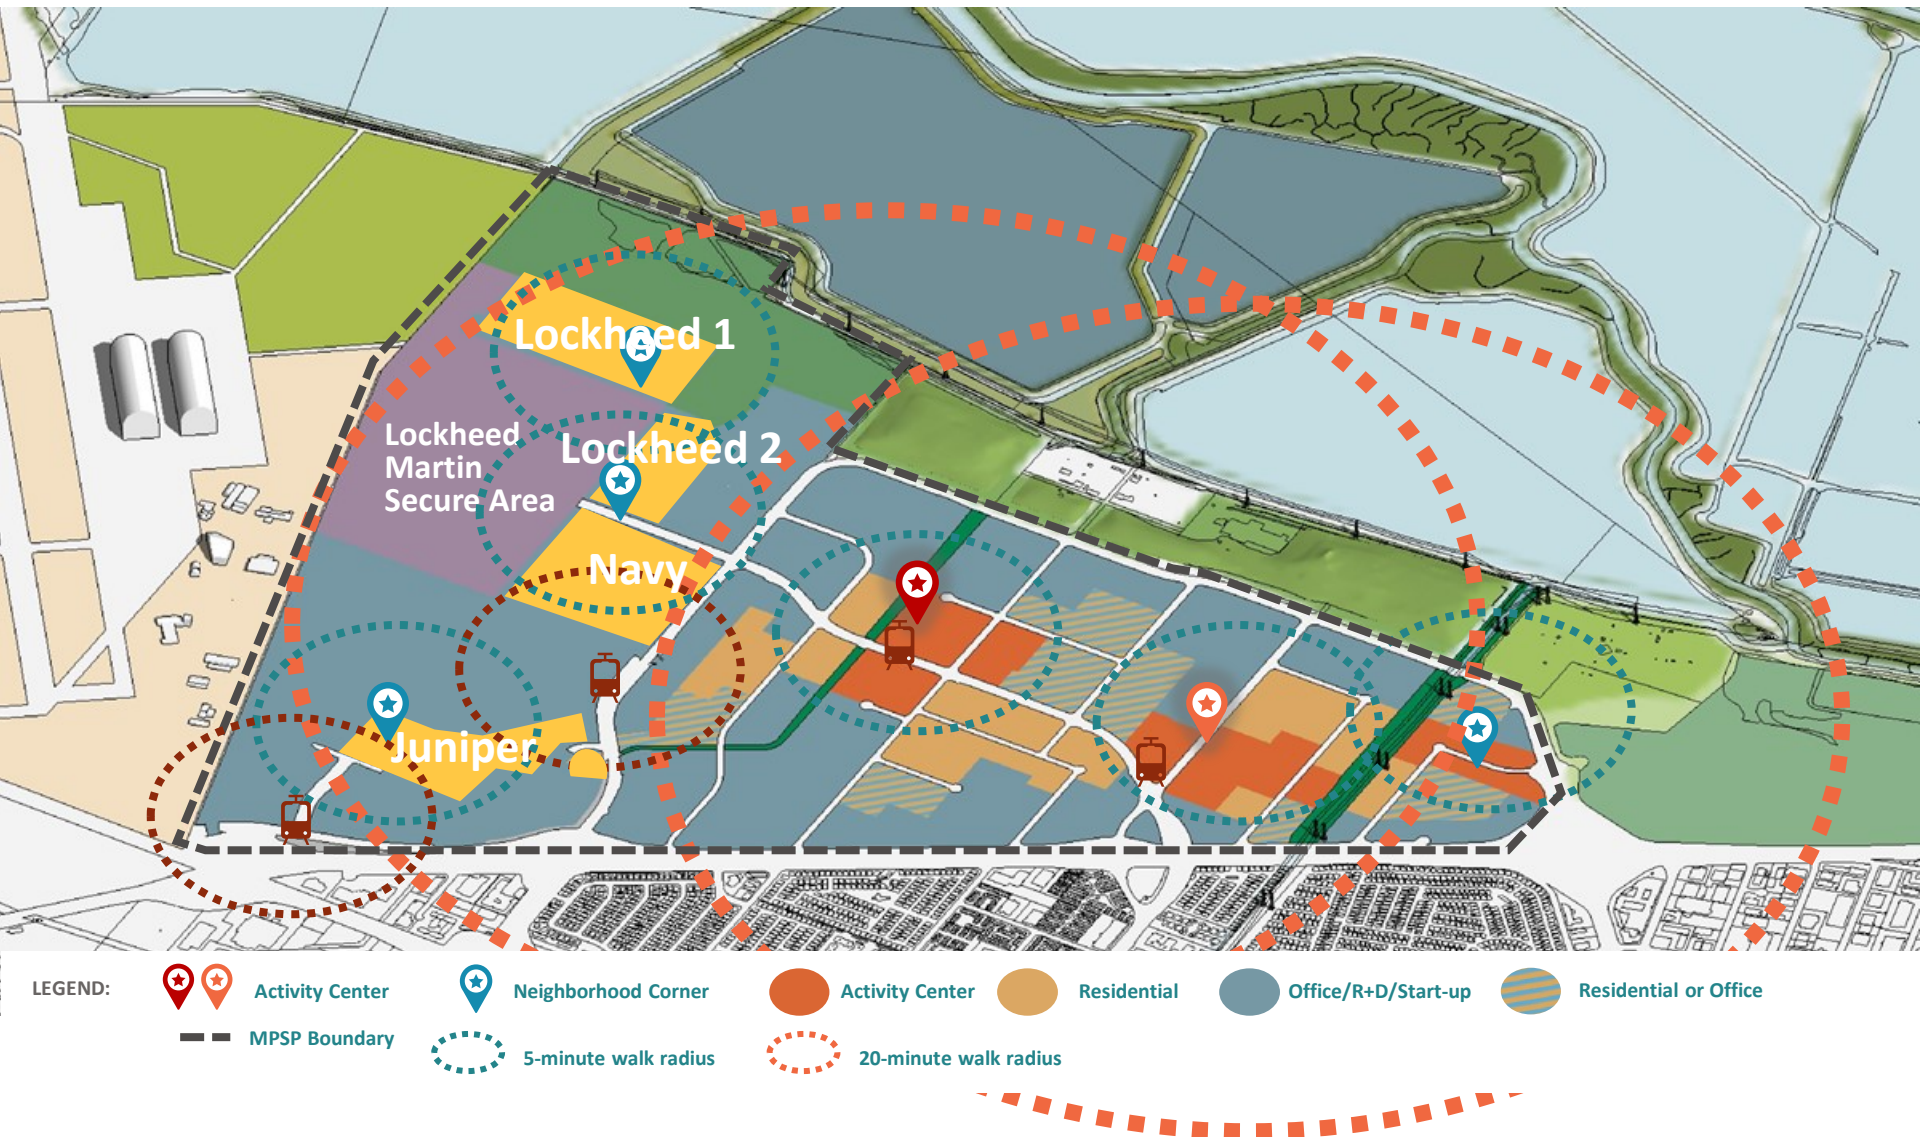 Lockheed 1
Lockheed 2
Lockheed
Martin
Secure Area
Navy
Juniper
LEGEND:
Activity Center
Neighborhood Corner
Activity Center
Residential
Office/R+D/Start-up
Residential or Office
MPSP Boundary
5-minute walk radius
20-minute walk radius